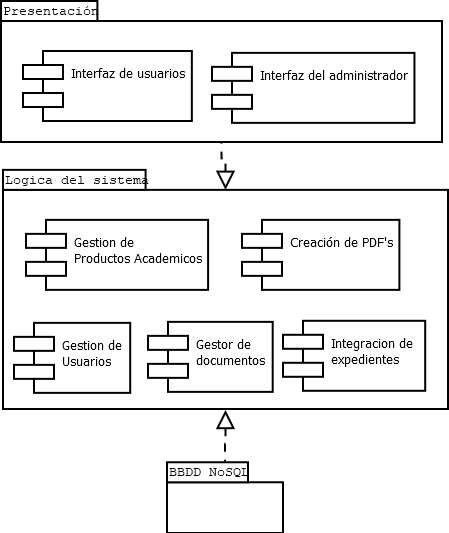 Presentación
Interfaz de usuarios
Interfaz del administrador
Logica del sistema
Gestion de
Productos Academicos
Creación de PDF's
Gestion de
Usuarios
Gestor de
documentos
Integracion de
expedientes
BBDD NoSQL